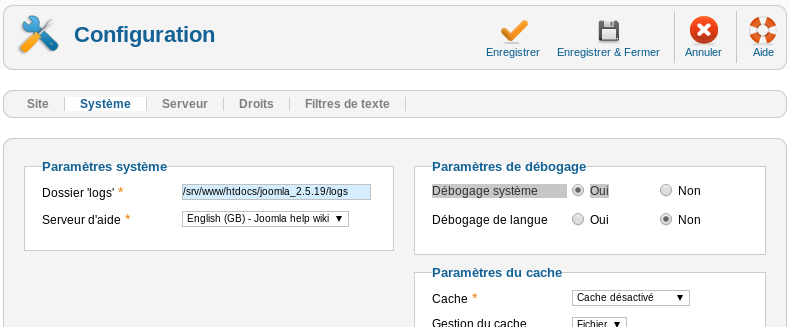 Configuration
Enregistrer
Enregistrer & Fermer
Annuler
Aide
Site Système Serveur Droits Filtres de texte
Paramètres système
Dossier 'logs' * /srv/www/htdocs/joomla_2.5.19/logs
Serveur d'aide * English (GB) - Joomla help wiki
Paramètres de débogage
Débogage système Oui Non
Débogage de langue Oui Non
Paramètres du cache
Cache * Cache désactivé
Gestion du cache Fichier